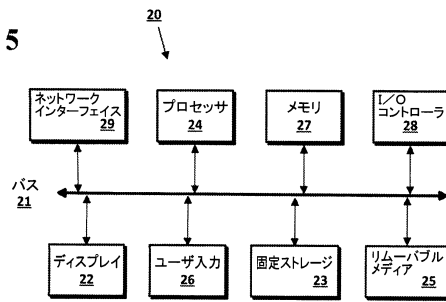 20
5
ネットワーク
インターフェイス
29
プロセッサ
24
メモリ
27
I/O
コントローラ
28
バス
21
ディスプレイ
22
ユーザ入力
26
固定ストレージ
23
リムーバブル
メディア
25